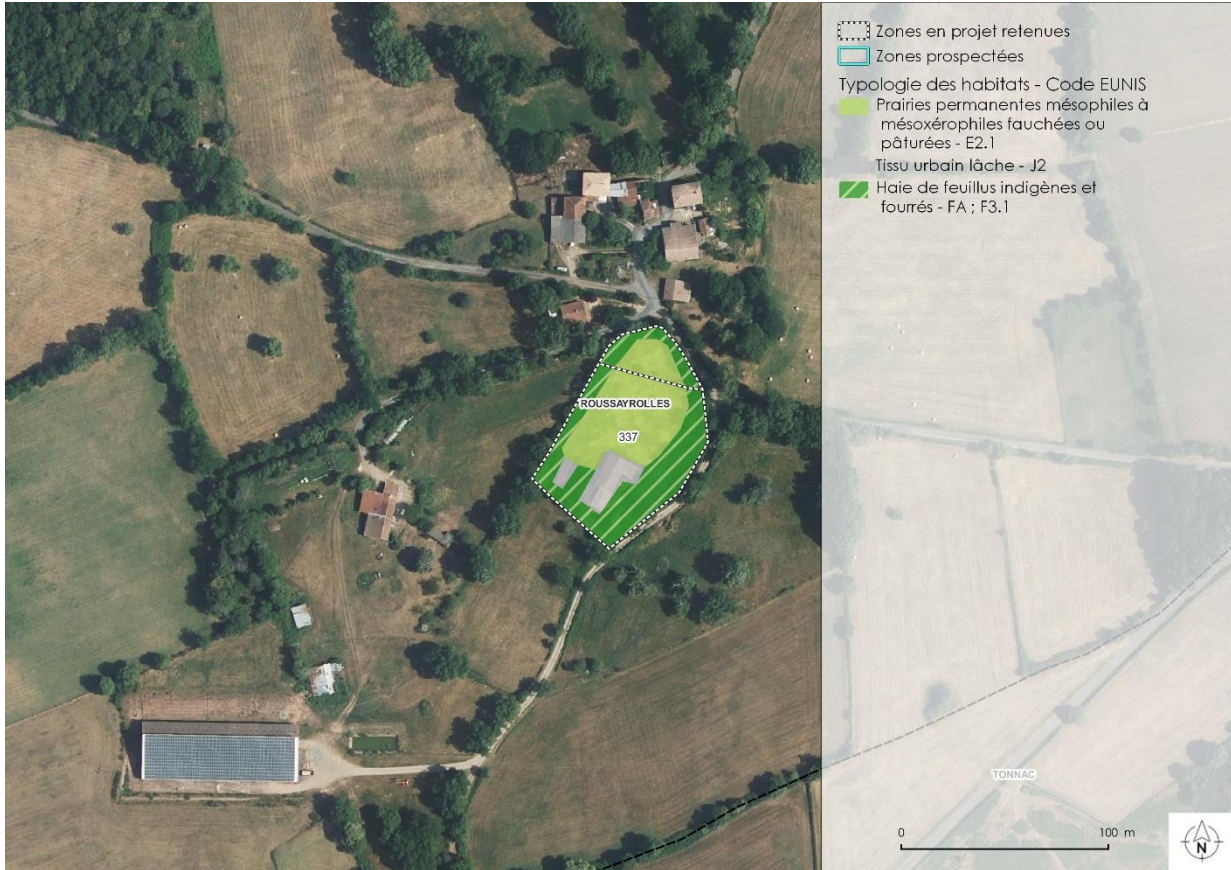 Zones en projet retenues
Zones prospectées
Typologie des habitats - Code EUNIS
Prairies permanentes mésophiles à
mésoxérophiles fauchées ou
pâturées - E2.1
Tissu urbain lâche - J2
Haie de feuillus indigènes et
fourrés - FA ; F3.1
ROUSSAYROLLES
337
TONNAC
0 100 m
N